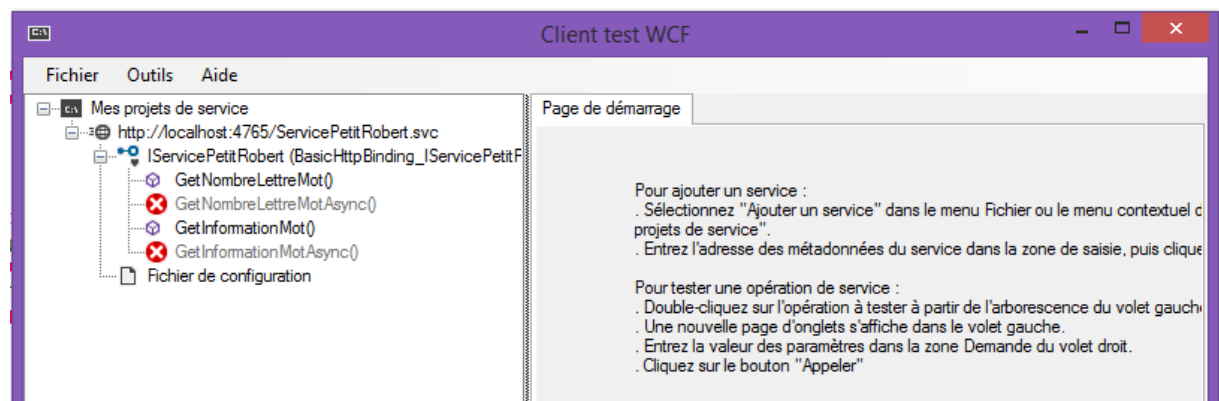 Client test WCF
Fichier Outils Aide
Mes projets de service
http://localhost:4765/ServicePetitRobert.svc
IServicePetitRobert (BasicHttpBinding_IServicePetitF
GetNombreLettreMot()
GetNombreLettreMotAsync()
GetInformationMot()
GetInformationMotAsync()
Fichier de configuration
Page de démarrage
Pour ajouter un service :
. Sélectionnez "Ajouter un service" dans le menu Fichier ou le menu contextuel d
projets de service".
. Entrez l'adresse des métadonnées du service dans la zone de saisie, puis clique
Pour tester une opération de service :
. Double-cliquez sur l'opération à tester à partir de l'arborescence du volet gauch
. Une nouvelle page d'onglets s'affiche dans le volet gauche.
. Entrez la valeur des paramètres dans la zone Demande du volet droit.
. Cliquez sur le bouton "Appeler"